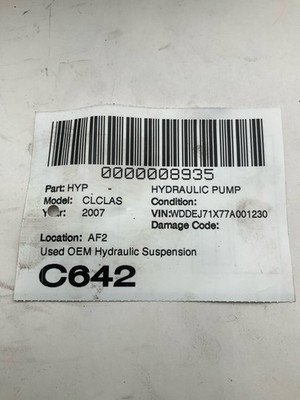 0000008935
Part: HYP - HYDRAULIC PUMP
Model: CLCLAS Condition:
Year: 2007 VIN:WDDEJ71X77A001230
Damage Code:
Location: AF2
Used OEM Hydraulic Suspension
C642